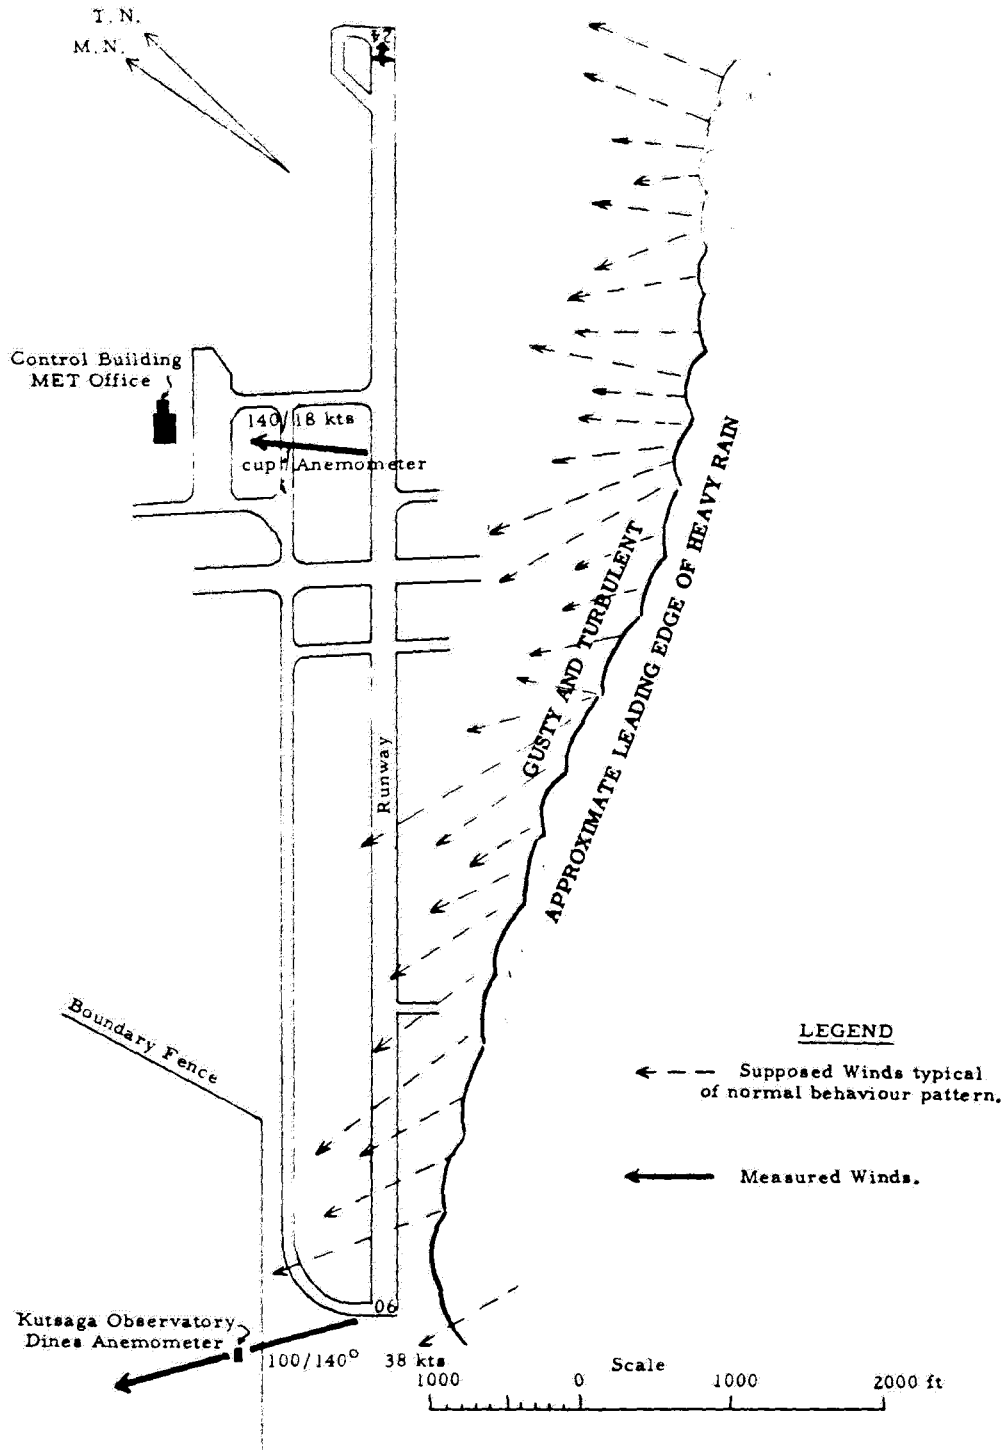 T. N.
M. N.
24
Control Building
MET Office
140/18 kts
cup Anemometer
GUSTY AND TURBULENT
APPROXIMATE LEADING EDGE OF HEAVY RAIN
Runway
Boundary Fence
LEGEND
Supposed Winds typical
of normal behaviour pattern.
Measured Winds.
06
Kutsaga Observatory
Dines Anemometer
100/140° 38 kts
Scale
1000 0 1000 2000 ft